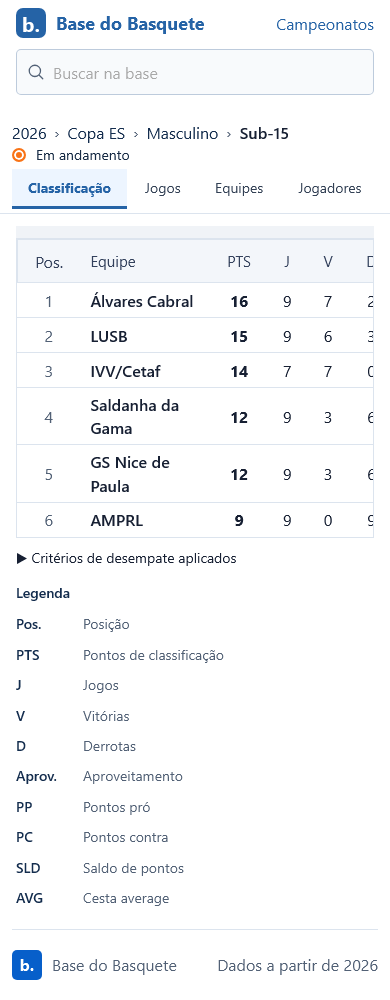 b. Base do Basquete Campeonatos
Buscar na base
2026 › Copa ES › Masculino › Sub-15
Em andamento
Classificação Jogos Equipes Jogadores
Pos. Equipe PTS J V D
1 Álvares Cabral 16 9 7 2
2 LUSB 15 9 6 3
3 IVV/Cetaf 14 7 7 0
4 Saldanha da Gama 12 9 3 6
5 GS Nice de Paula 12 9 3 6
6 AMPRL 9 9 0 9
▶ Critérios de desempate aplicados
Legenda
Pos. Posição
PTS Pontos de classificação
J Jogos
V Vitórias
D Derrotas
Aprov. Aproveitamento
PP Pontos pró
PC Pontos contra
SLD Saldo de pontos
AVG Cesta average
b. Base do Basquete Dados a partir de 2026